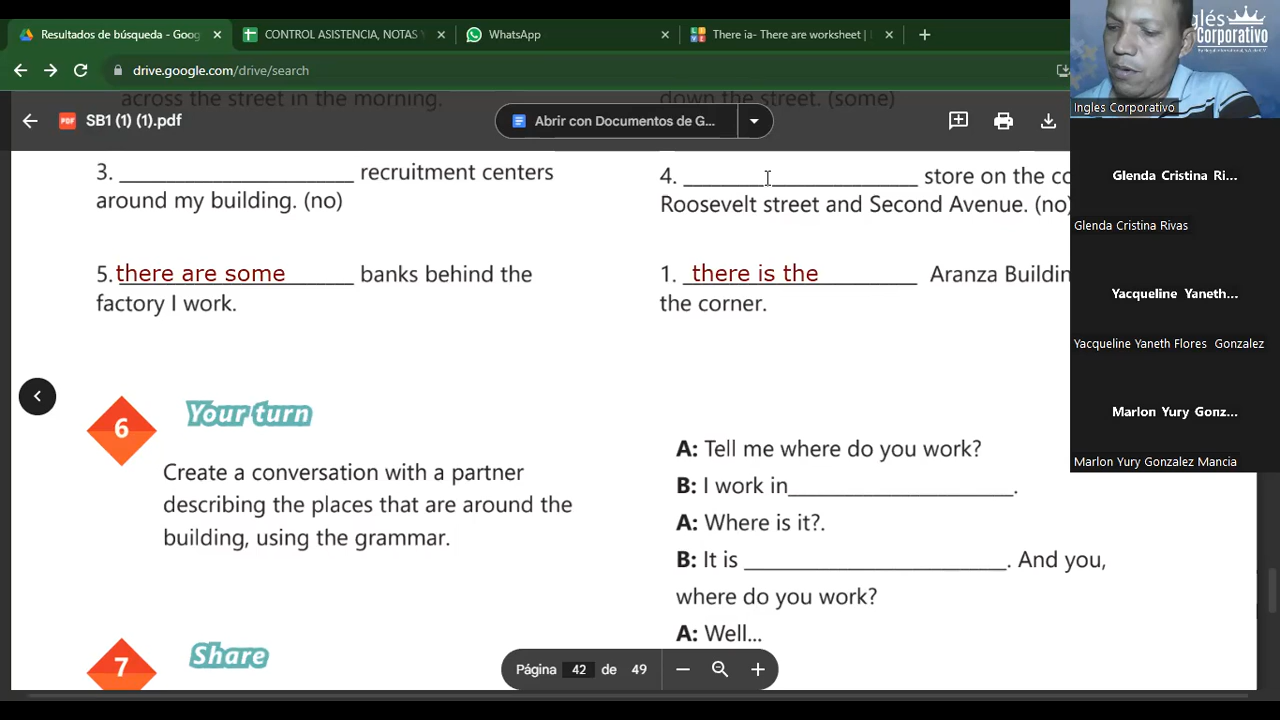 Resultados de búsqueda - Goog
CONTROL ASISTENCIA, NOTAS Y
WhatsApp
There ia- There are worksheet | L
drive.google.com/drive/search
glés
Corporativo
Ingles Corporativo
across the street in the morning.
down the street. (some)
SB1 (1) (1).pdf
Abrir con Documentos de G...
3. ______________________ recruitment centers
around my building. (no)
4. ______________________ store on the co
Roosevelt street and Second Avenue. (no)
5. there are some banks behind the
factory I work.
1. there is the Aranza Buildin
the corner.
Glenda Cristina Ri...
Glenda Cristina Rivas
Yacqueline Yaneth...
Yacqueline Yaneth Flores Gonzalez
Marlon Yury Gonz...
Marlon Yury Gonzalez Mancia
6
Your turn
Create a conversation with a partner
describing the places that are around the
building, using the grammar.
A: Tell me where do you work?
B: I work in_____________________.
A: Where is it?.
B: It is ________________________. And you,
where do you work?
A: Well...
7
Share
Página 42 de 49